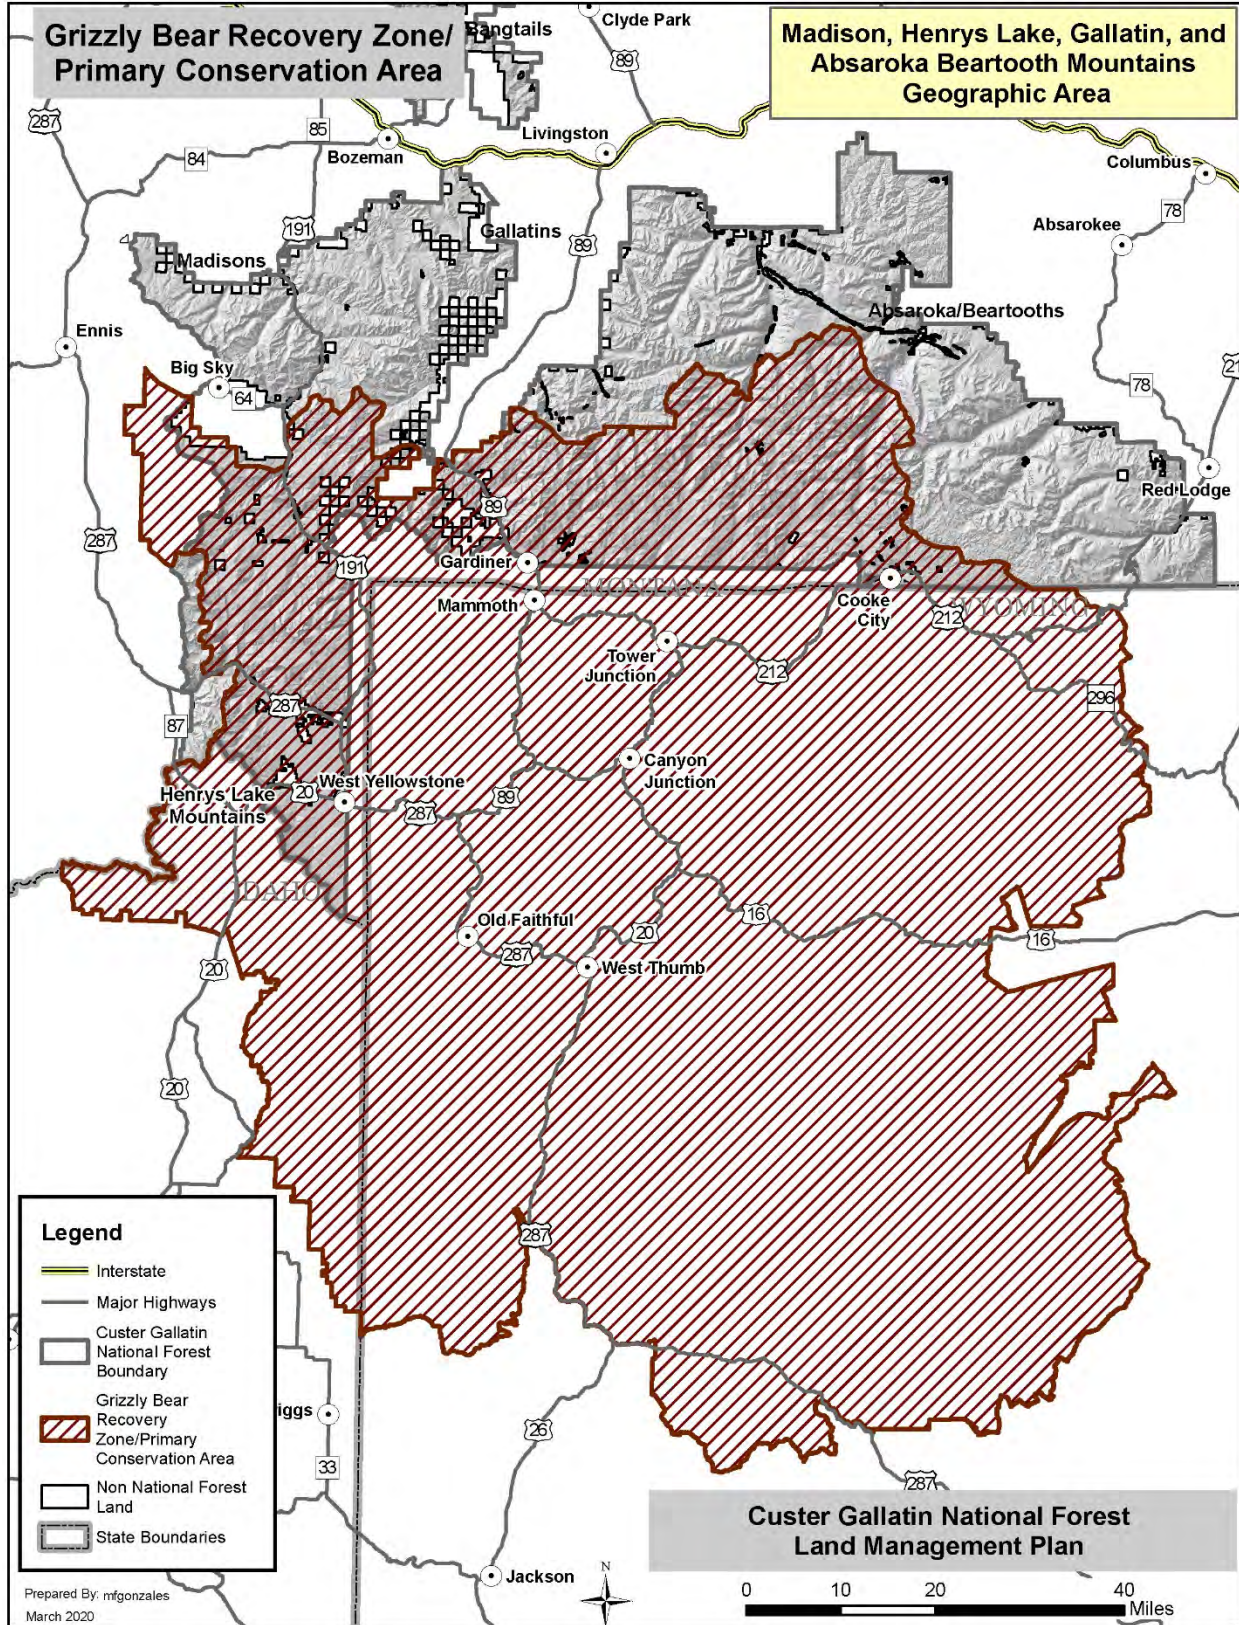 Grizzly Bear Recovery Zone/
Primary Conservation Area
Madison, Henrys Lake, Gallatin, and
Absaroka Beartooth Mountains
Geographic Area
Bangtails
Clyde Park
89
287
85
84
Bozeman
Livingston
Columbus
78
191
Gallatins
89
Absarokee
Madisons
Absaroka/Beartooths
Ennis
Big Sky
64
78
21
Red Lodge
89
287
191
Gardiner
MONTANA
Mammoth
Cooke
City
WYOMING
212
Tower
Junction
212
296
287
87
Canyon
Junction
West Yellowstone
20
Henrys Lake
Mountains
287
89
IDAHO
Old Faithful
20
16
16
287
West Thumb
20
20
287
Legend
Interstate
Major Highways
Custer Gallatin
National Forest
Boundary
Grizzly Bear
Recovery
Zone/Primary
Conservation Area
Non National Forest
Land
State Boundaries
iggs
33
26
287
Jackson
Custer Gallatin National Forest
Land Management Plan
N
0 10 20 40
Miles
Prepared By: mfgonzales
March 2020